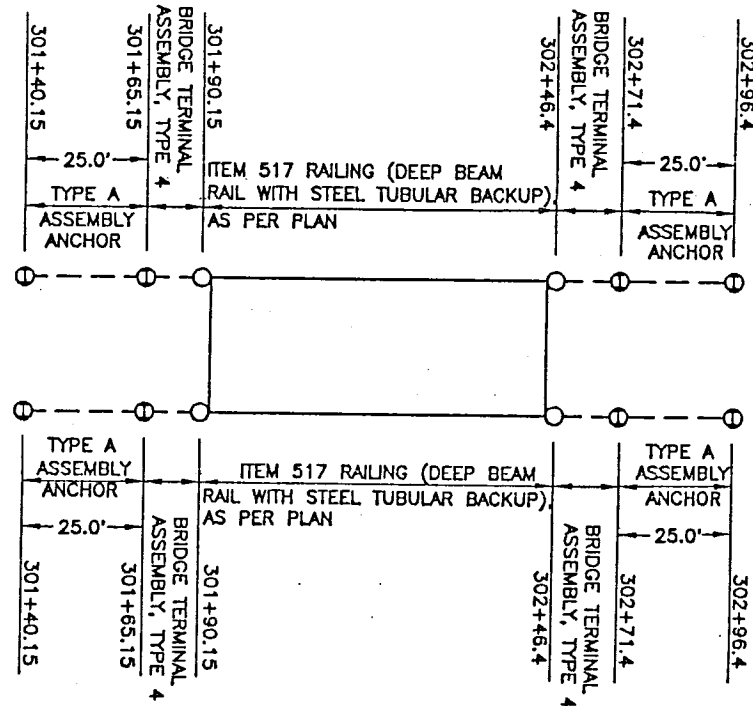 301+40.15
301+65.15
BRIDGE TERMINAL
ASSEMBLY, TYPE 4
301+90.15
302+46.4
BRIDGE TERMINAL
ASSEMBLY, TYPE 4
302+71.4
302+96.4
25.0'
TYPE A
ASSEMBLY
ANCHOR
ITEM 517 RAILING (DEEP BEAM
RAIL WITH STEEL TUBULAR BACKUP),
AS PER PLAN
25.0'
TYPE A
ASSEMBLY
ANCHOR
TYPE A
ASSEMBLY
ANCHOR
25.0'
ITEM 517 RAILING (DEEP BEAM
RAIL WITH STEEL TUBULAR BACKUP),
AS PER PLAN
TYPE A
ASSEMBLY
ANCHOR
25.0'
301+40.15
301+65.15
BRIDGE TERMINAL
ASSEMBLY, TYPE 4
301+90.15
302+46.4
BRIDGE TERMINAL
ASSEMBLY, TYPE 4
302+71.4
302+96.4